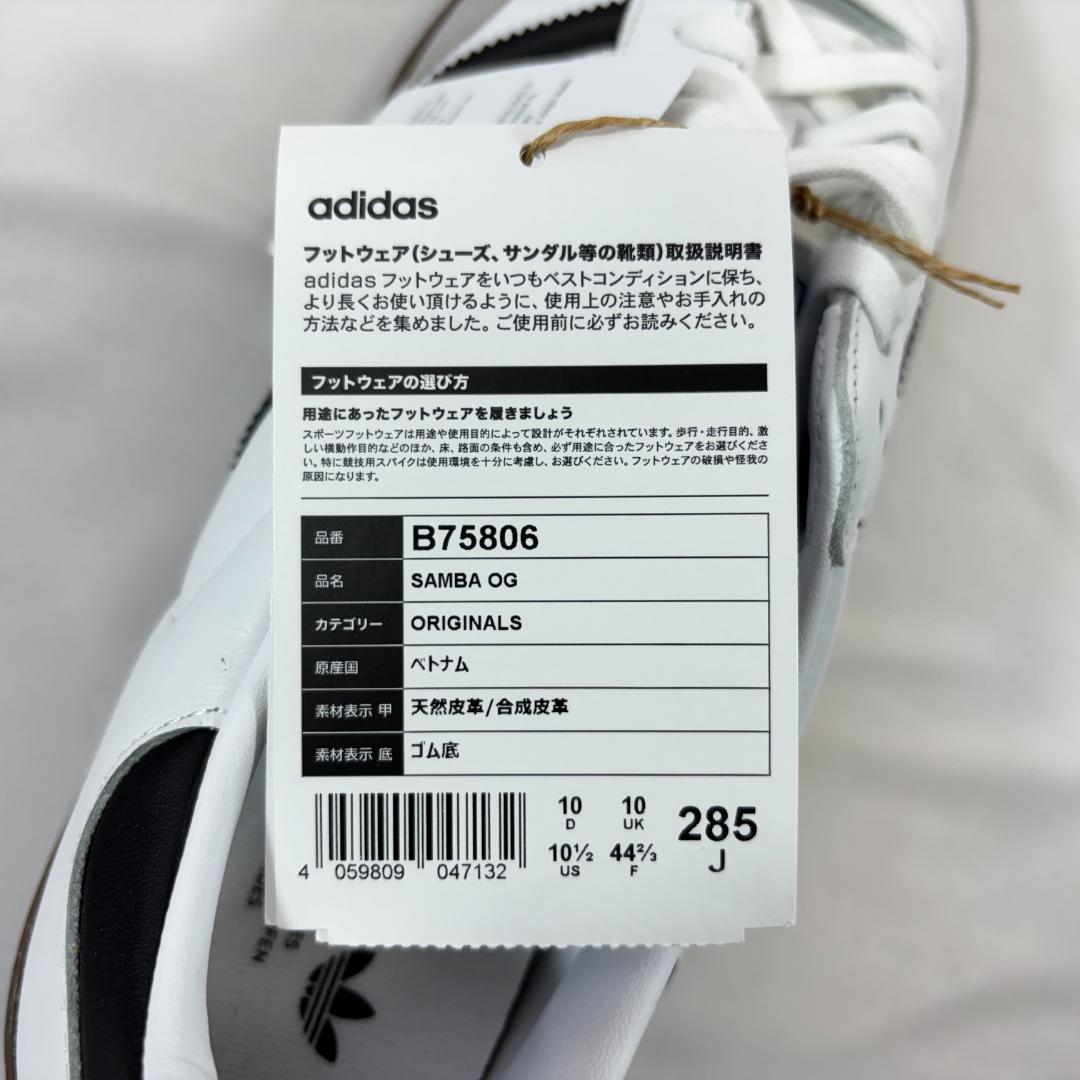 adidas
フットウェア(シューズ、サンダル等の靴類)取扱説明書
adidas フットウェアをいつもベストコンディションに保ち、
より長くお使い頂けるように、使用上の注意やお手入れの
方法などを集めました。ご使用前に必ずお読みください。
フットウェアの選び方
用途にあったフットウェアを履きましょう
スポーツフットウェアは用途や使用目的によって設計がそれぞれされています。歩行・走行目的、激
しい横動作目的などのほか、床、路面の条件も含め、必ず用途に合ったフットウェアをお選びくださ
い。特に競技用スパイクは使用環境を十分に考慮し、お選びください。フットウェアの破損や怪我の
原因になります。
品番 B75806
品名 SAMBA OG
カテゴリー ORIGINALS
原産国 ベトナム
素材表示 甲 天然皮革/合成皮革
素材表示 底 ゴム底
10 10 285
D UK J
10½ 44⅔
US F
4 059809 047132